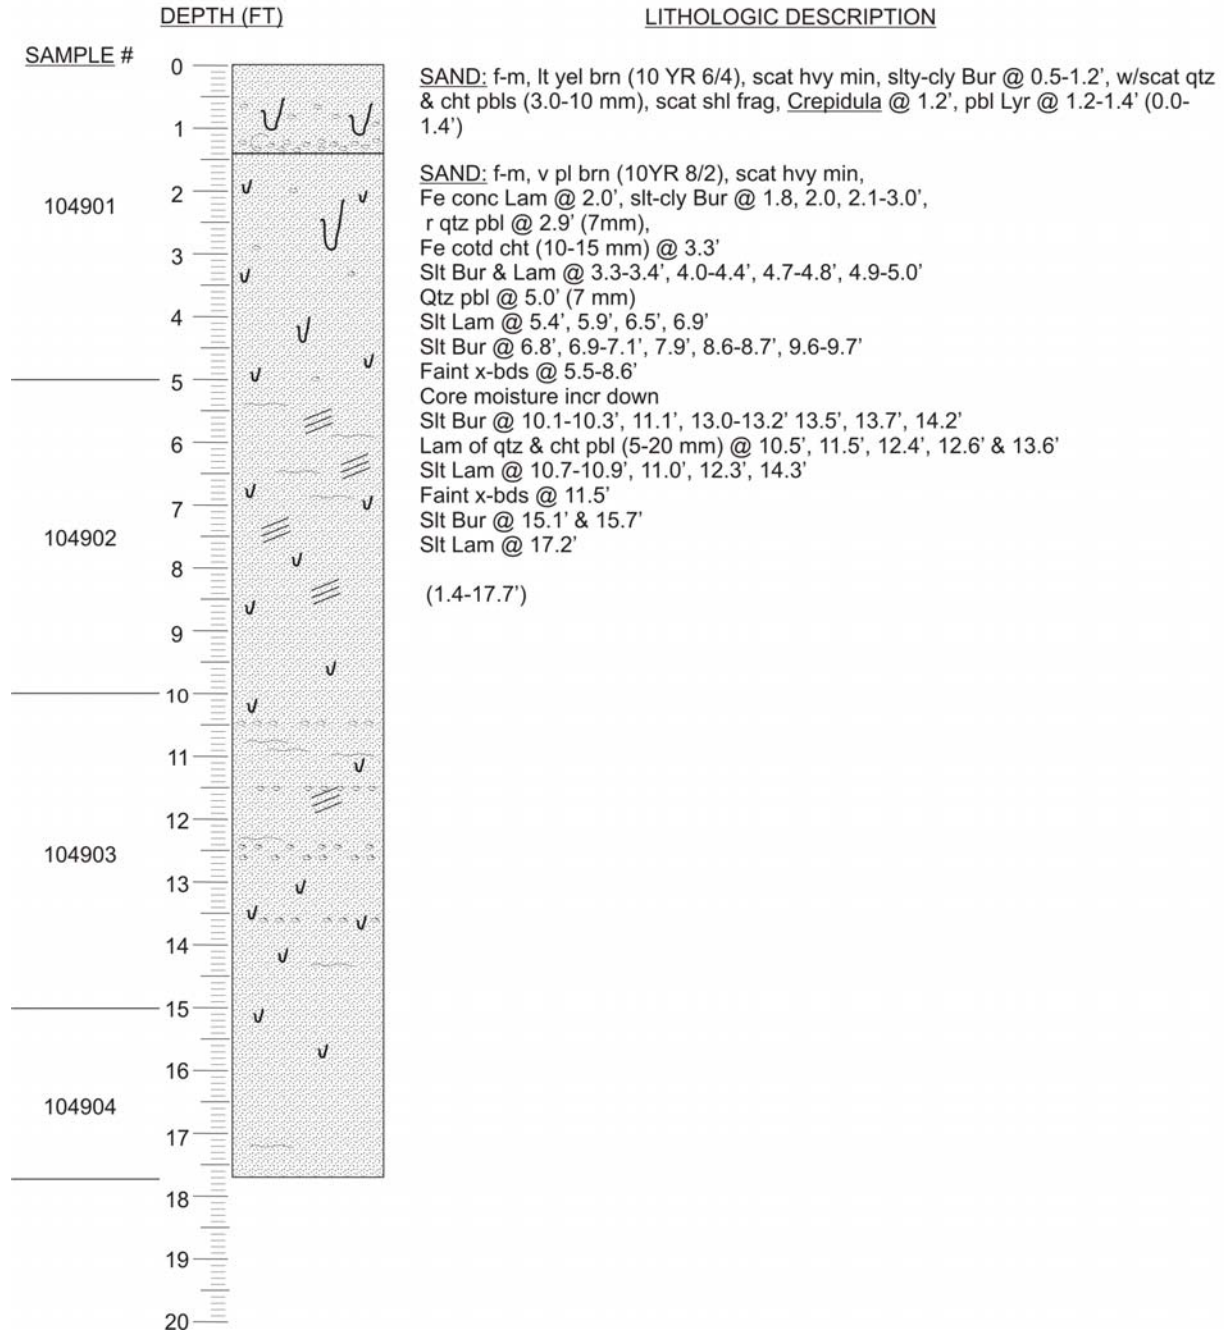 DEPTH (FT)
LITHOLOGIC DESCRIPTION
SAMPLE #
0
1
2
3
4
5
6
7
8
9
10
11
12
13
14
15
16
17
18
19
20
104901
104902
104903
104904
SAND: f-m, lt yel brn (10 YR 6/4), scat hvy min, slty-cly Bur @ 0.5-1.2’, w/scat qtz
& cht pbls (3.0-10 mm), scat shl frag, Crepidula @ 1.2’, pbl Lyr @ 1.2-1.4’ (0.0-
1.4’)
SAND: f-m, v pl brn (10YR 8/2), scat hvy min,
Fe conc Lam @ 2.0’, slt-cly Bur @ 1.8, 2.0, 2.1-3.0’,
r qtz pbl @ 2.9’ (7mm),
Fe cotd cht (10-15 mm) @ 3.3’
Slt Bur & Lam @ 3.3-3.4’, 4.0-4.4’, 4.7-4.8’, 4.9-5.0’
Qtz pbl @ 5.0’ (7 mm)
Slt Lam @ 5.4’, 5.9’, 6.5’, 6.9’
Slt Bur @ 6.8’, 6.9-7.1’, 7.9’, 8.6-8.7’, 9.6-9.7’
Faint x-bds @ 5.5-8.6’
Core moisture incr down
Slt Bur @ 10.1-10.3’, 11.1’, 13.0-13.2’ 13.5’, 13.7’, 14.2’
Lam of qtz & cht pbl (5-20 mm) @ 10.5’, 11.5’, 12.4’, 12.6’ & 13.6’
Slt Lam @ 10.7-10.9’, 11.0’, 12.3’, 14.3’
Faint x-bds @ 11.5’
Slt Bur @ 15.1’ & 15.7’
Slt Lam @ 17.2’
(1.4-17.7’)